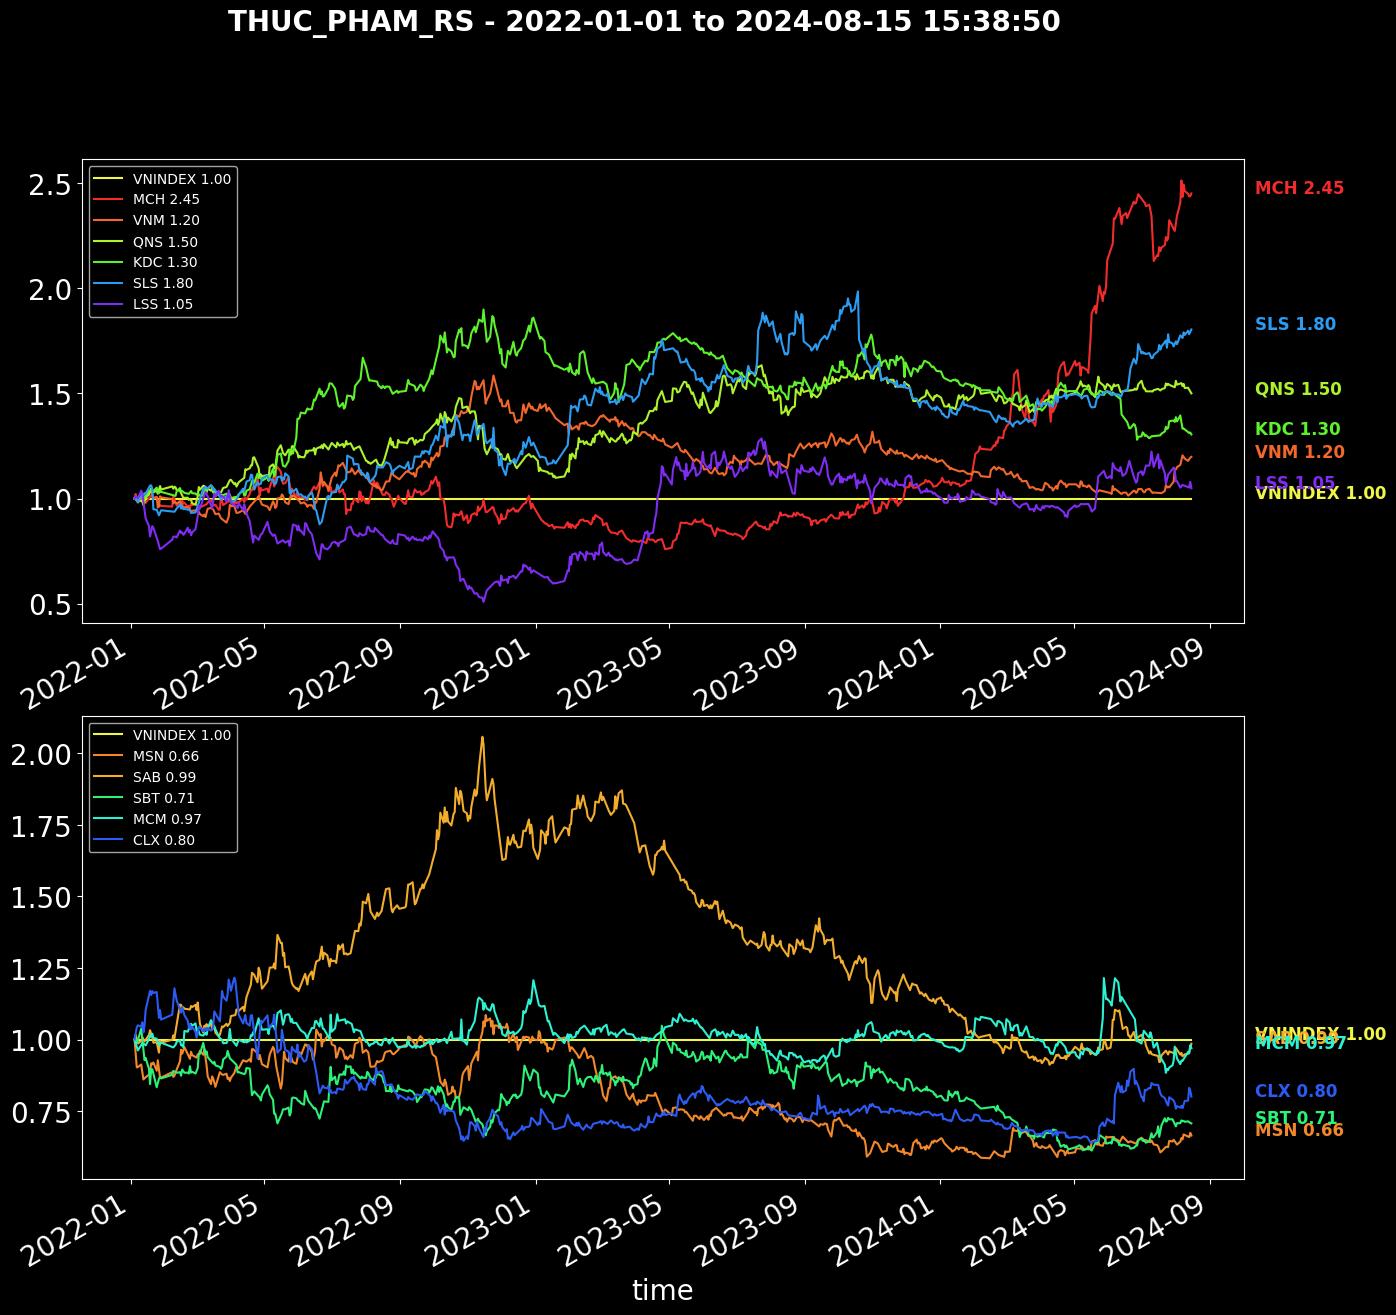 THUC_PHAM_RS - 2022-01-01 to 2024-08-15 15:38:50
VNINDEX 1.00
MCH 2.45
VNM 1.20
QNS 1.50
KDC 1.30
SLS 1.80
LSS 1.05
2.5
2.0
1.5
1.0
0.5
MCH 2.45
SLS 1.80
QNS 1.50
KDC 1.30
VNM 1.20
LSS 1.05
VNINDEX 1.00
2022-01
2022-05
2022-09
2023-01
2023-05
2023-09
2024-01
2024-05
2024-09
VNINDEX 1.00
MSN 0.66
SAB 0.99
SBT 0.71
MCM 0.97
CLX 0.80
2.00
1.75
1.50
1.25
1.00
0.75
VNINDEX 1.00
SAB 0.99
MCM 0.97
CLX 0.80
SBT 0.71
MSN 0.66
2022-01
2022-05
2022-09
2023-01
2023-05
2023-09
2024-01
2024-05
2024-09
time